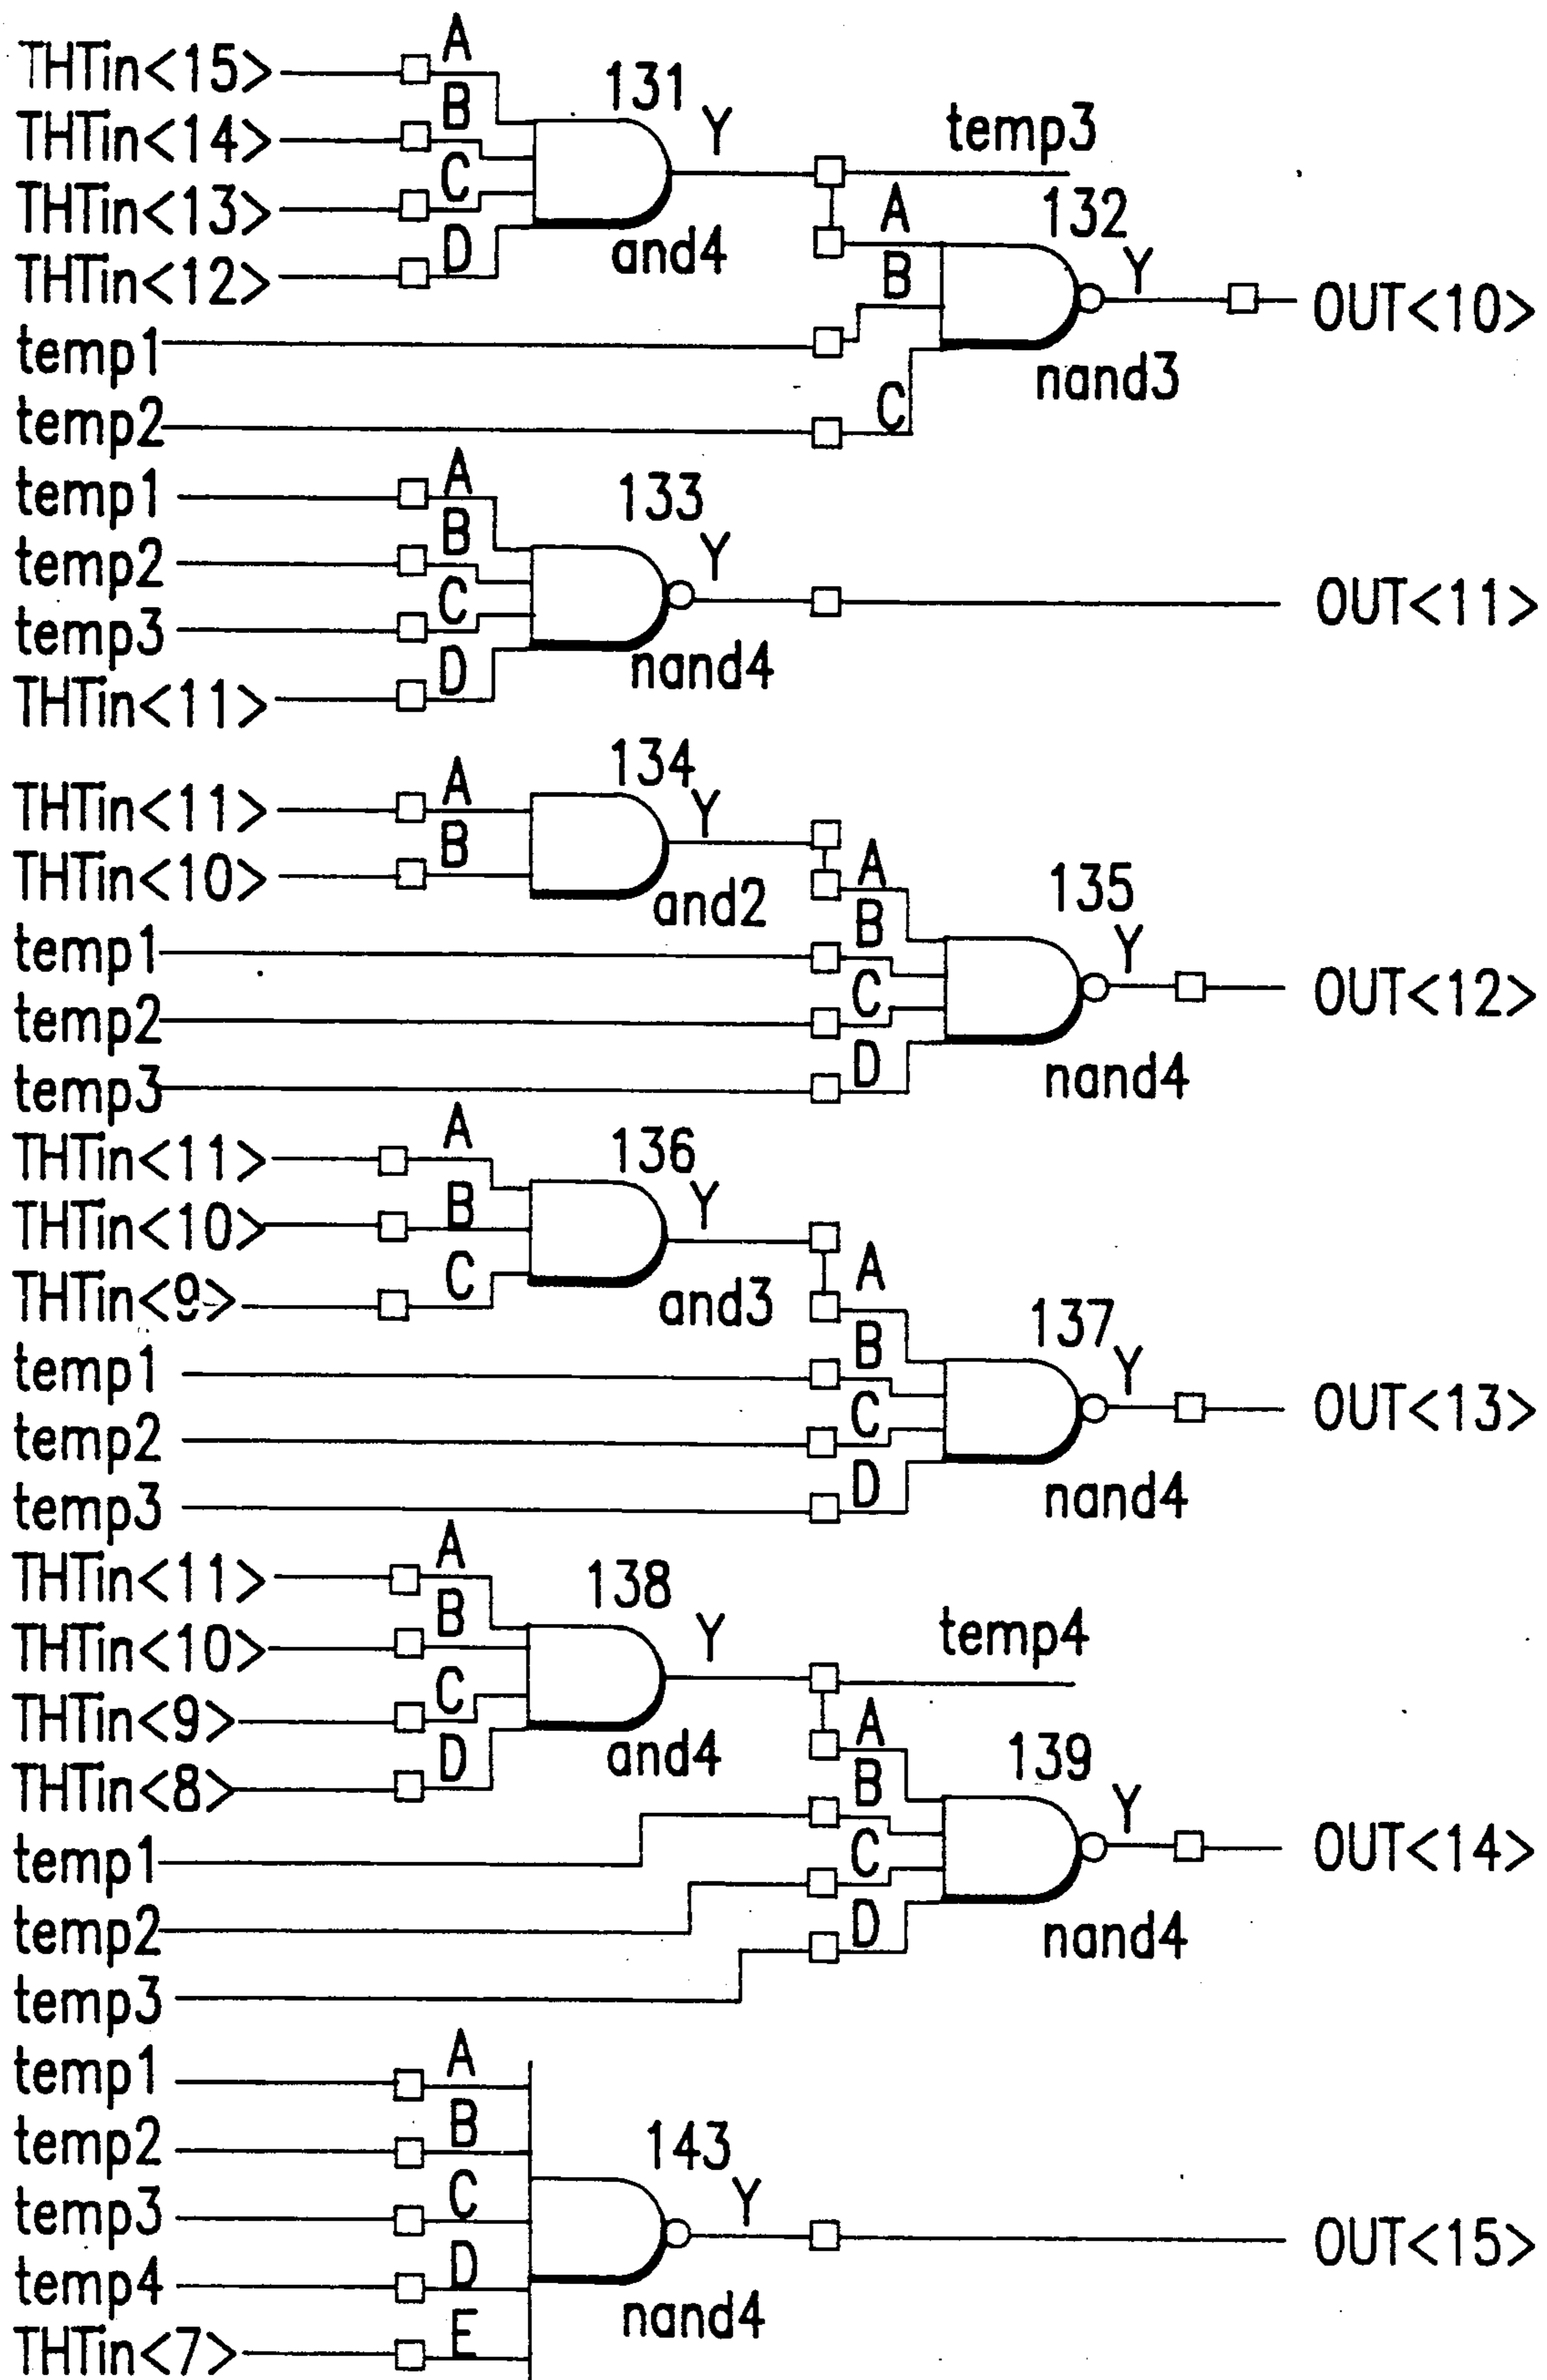 THTin<15> A
THTin<14> B 131 Y temp3
THTin<13> C
THTin<12> D and4 A 132 Y
B OUT<10>
temp1 nand3
temp2 C
temp1 A 133
temp2 B Y
temp3 C OUT<11>
THTin<11> D nand4
THTin<11> A 134 Y
THTin<10> B and2 A 135
temp1 B Y
temp2 C OUT<12>
temp3 D nand4
THTin<11> A 136
THTin<10> B Y
THTin<9> C and3 A 137
temp1 B Y
temp2 C OUT<13>
temp3 D nand4
THTin<11> A 138
THTin<10> B Y temp4
THTin<9> C A
THTin<8> D and4 B 139 Y
temp1 C OUT<14>
temp2 D nand4
temp3
temp1 A
temp2 B 143
temp3 C Y
temp4 D OUT<15>
THTin<7> E nand4